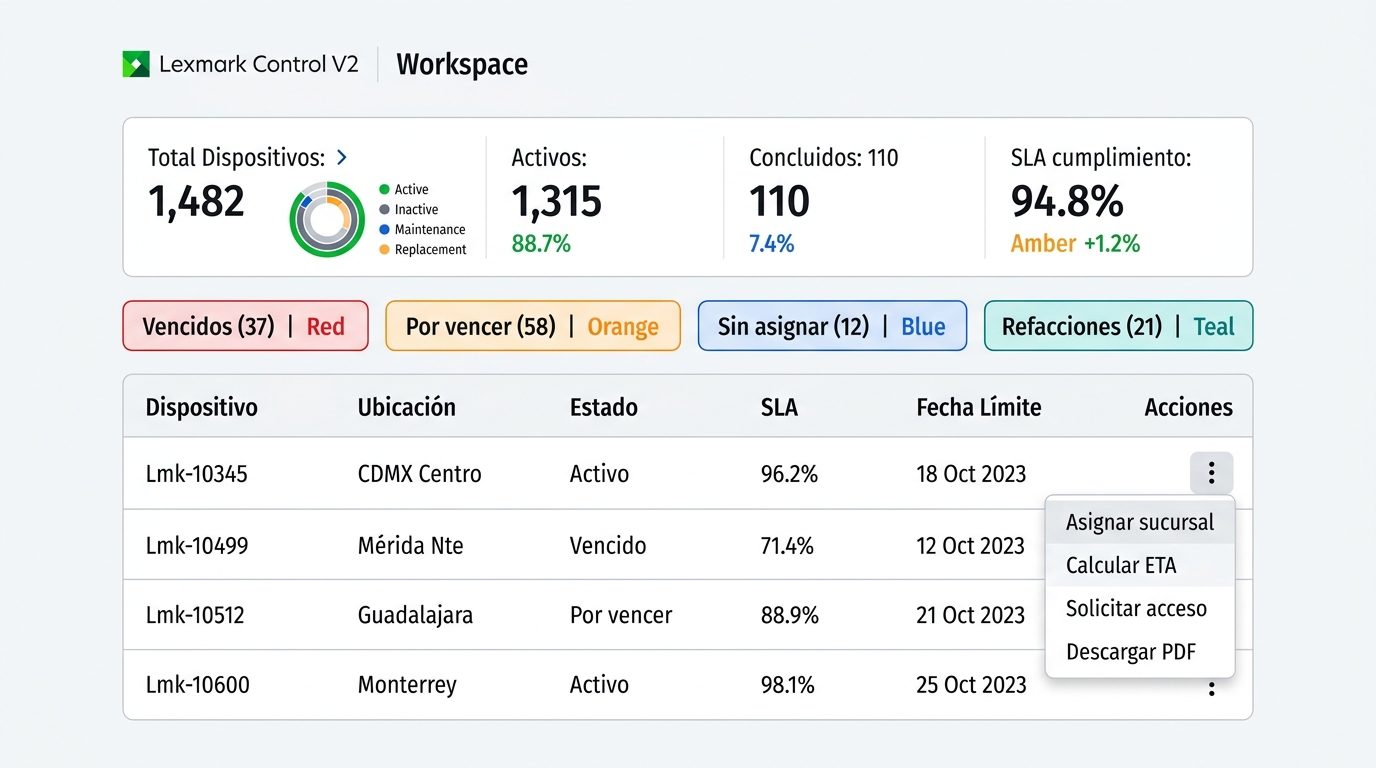 Lexmark Control V2 | Workspace
Total Dispositivos: >
1,482
Active
Inactive
Maintenance
Replacement
Activos:
1,315
88.7%
Concluidos: 110
110
7.4%
SLA cumplimiento:
94.8%
Amber +1.2%
Vencidos (37) | Red
Por vencer (58) | Orange
Sin asignar (12) | Blue
Refacciones (21) | Teal
Dispositivo Ubicación Estado SLA Fecha Límite Acciones
Lmk-10345 CDMX Centro Activo 96.2% 18 Oct 2023
Lmk-10499 Mérida Nte Vencido 71.4% 12 Oct 2023
Lmk-10512 Guadalajara Por vencer 88.9% 21 Oct 2023
Lmk-10600 Monterrey Activo 98.1% 25 Oct 2023
Asignar sucursal
Calcular ETA
Solicitar acceso
Descargar PDF